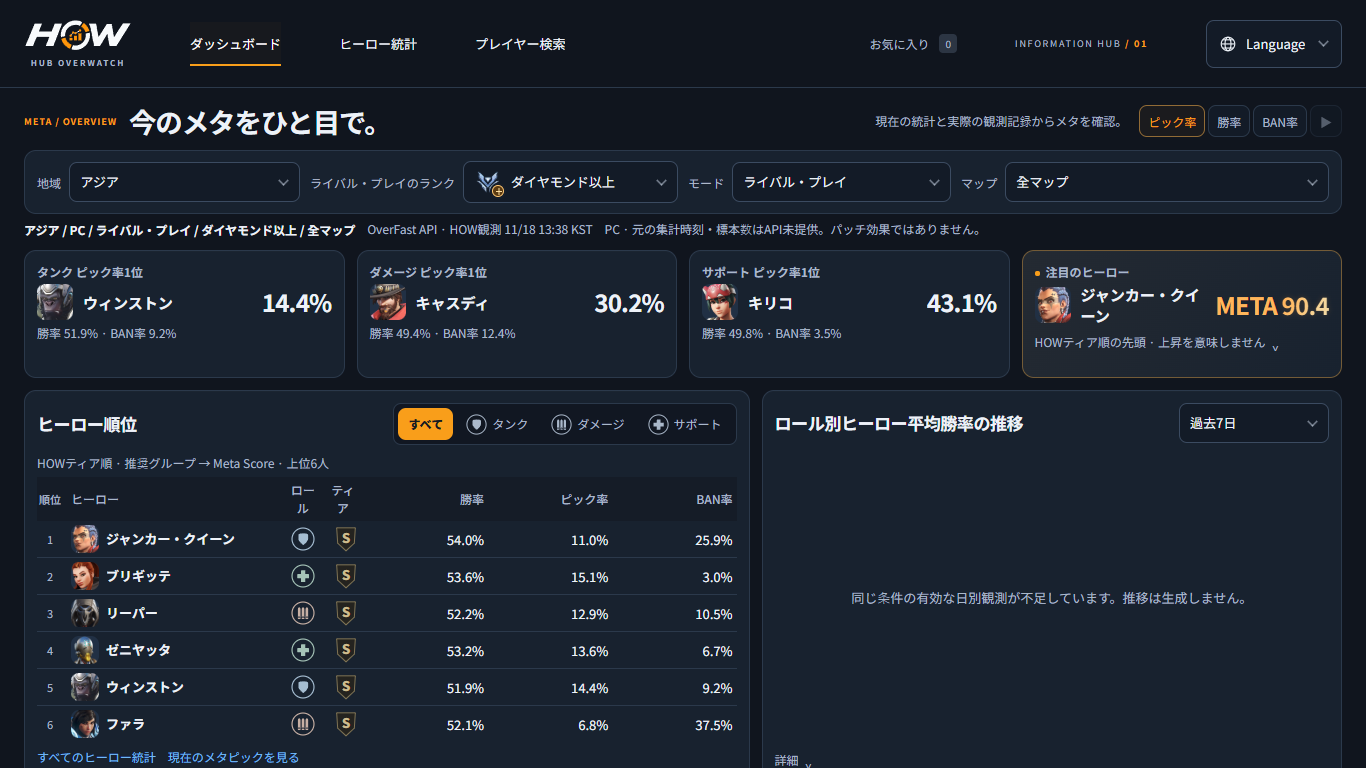 HOW
HUB OVERWATCH
ダッシュボード
ヒーロー統計
プレイヤー検索
お気に入り 0
INFORMATION HUB / 01
Language
META / OVERVIEW
今のメタをひと目で。
現在の統計と実際の観測記録からメタを確認。
ピック率
勝率
BAN率
地域 アジア
ライバル・プレイのランク ダイヤモンド以上
モード ライバル・プレイ
マップ 全マップ
アジア / PC / ライバル・プレイ / ダイヤモンド以上 / 全マップ OverFast API · HOW観測 11/18 13:38 KST PC · 元の集計時刻・標本数はAPI未提供。パッチ効果ではありません。
タンク ピック率1位
ウィンストン 14.4%
勝率 51.9% · BAN率 9.2%
ダメージ ピック率1位
キャスディ 30.2%
勝率 49.4% · BAN率 12.4%
サポート ピック率1位
キリコ 43.1%
勝率 49.8% · BAN率 3.5%
注目のヒーロー
ジャンカー・クイーン META 90.4
HOWティア順の先頭 · 上昇を意味しません
ヒーロー順位
すべて タンク ダメージ サポート
HOWティア順 · 推奨グループ → Meta Score · 上位6人
順位 ヒーロー ロール ティア 勝率 ピック率 BAN率
1 ジャンカー・クイーン S 54.0% 11.0% 25.9%
2 ブリギッテ S 53.6% 15.1% 3.0%
3 リーパー S 52.2% 12.9% 10.5%
4 ゼニヤッタ S 53.2% 13.6% 6.7%
5 ウィンストン S 51.9% 14.4% 9.2%
6 ファラ S 52.1% 6.8% 37.5%
すべてのヒーロー統計 現在のメタピックを見る
ロール別ヒーロー平均勝率の推移
過去7日
同じ条件の有効な日別観測が不足しています。推移は生成しません。
詳細